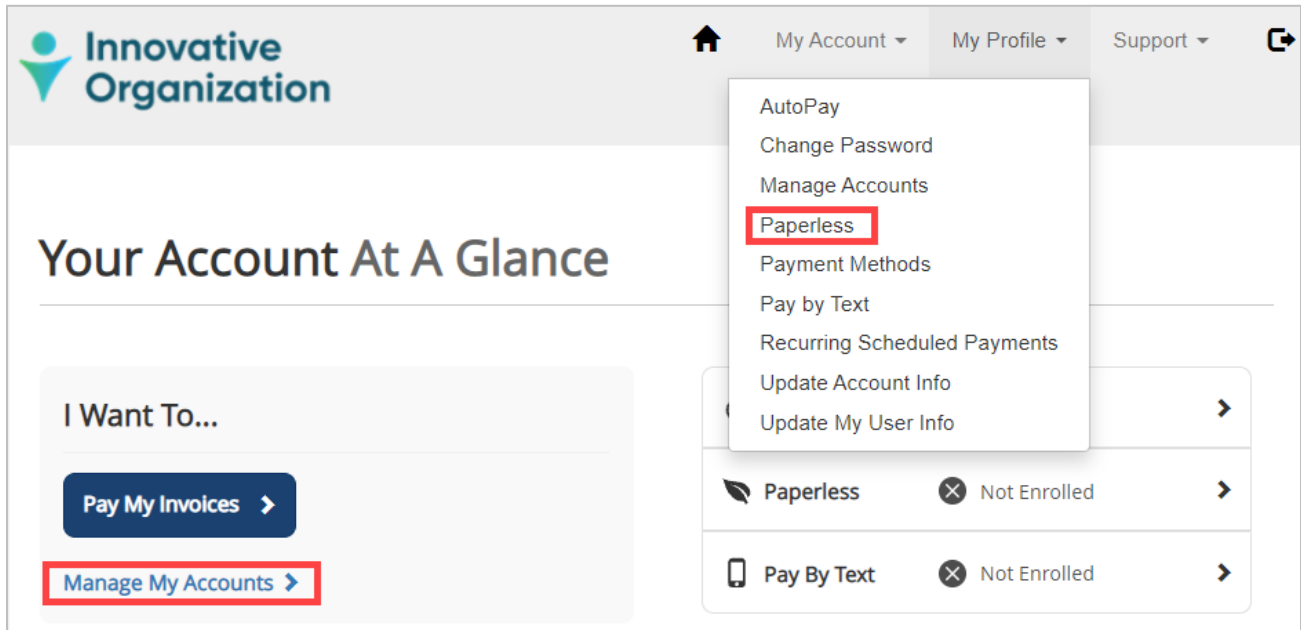 Innovative
Organization
My Account
My Profile
Support
AutoPay
Change Password
Manage Accounts
Paperless
Payment Methods
Pay by Text
Recurring Scheduled Payments
Update Account Info
Update My User Info
Your Account At A Glance
I Want To...
Pay My Invoices
Manage My Accounts
Paperless Not Enrolled
Pay By Text Not Enrolled